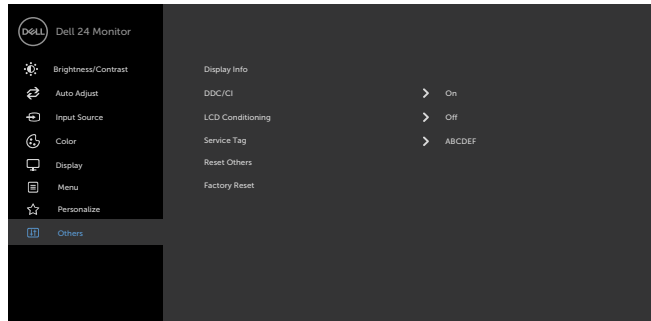 DELL Dell 24 Monitor
Brightness/Contrast
Auto Adjust
Input Source
Color
Display
Menu
Personalize
Others
Display Info
DDC/CI On
LCD Conditioning Off
Service Tag ABCDEF
Reset Others
Factory Reset